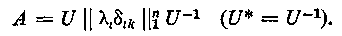 A = U || λ_i δ_{ik} ||_1^n U^{-1}   (U* = U^{-1}).